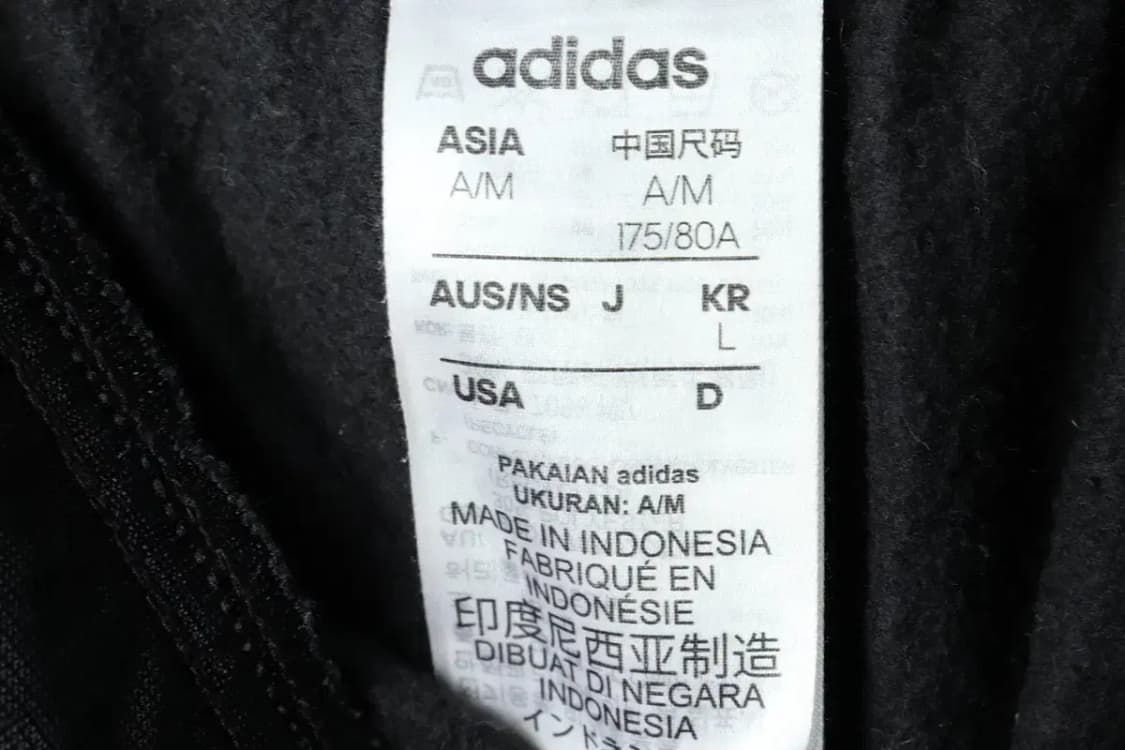 adidas
ASIA 中国尺码
A/M A/M
175/80A
AUS/NS J KR
L
USA D
PAKAIAN adidas
UKURAN: A/M
MADE IN INDONESIA
FABRIQUÉ EN
INDONÉSIE
印度尼西亚制造
DIBUAT DI NEGARA
INDONESIA